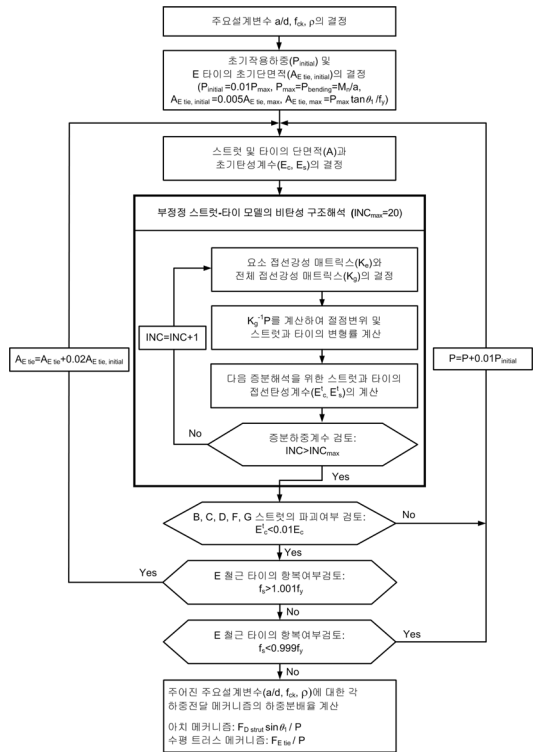 주요설계변수 a/d, f_ck, ρ의 결정
초기작용하중(P_initial) 및
E 타이의 초기단면적(A_E tie, initial)의 결정
(P_initial=0.01P_max, P_max=P_bending=M_n/a,
A_E tie, initial=0.005A_E tie, max, A_E tie, max=P_max tanθ_1/f_y)
스트럿 및 타이의 단면적(A)과
초기탄성계수(E_c, E_s)의 결정
부정정 스트럿-타이 모델의 비탄성 구조해석 (INC_max=20)
요소 접선강성 매트릭스(K_e)와
전체 접선강성 매트릭스(K_g)의 결정
INC=INC+1
K_g^-1P를 계산하여 절점변위 및
스트럿과 타이의 변형률 계산
A_E tie=A_E tie+0.02A_E tie, initial
P=P+0.01P_initial
다음 증분해석을 위한 스트럿과 타이의
접선탄성계수(E^t_c, E^t_s)의 계산
No
증분하중계수 검토:
INC>INC_max
Yes
B, C, D, F, G 스트럿의 파괴여부 검토:
E^t_c<0.01E_c
No
Yes
Yes
E 철근 타이의 항복여부검토:
f_s>1.001f_y
No
E 철근 타이의 항복여부검토:
f_s<0.999f_y
Yes
No
주어진 주요설계변수(a/d, f_ck, ρ)에 대한 각
하중전달 메커니즘의 하중분배율 계산
아치 메커니즘: F_D strut sinθ_1 / P
수평 트러스 메커니즘: F_E tie / P